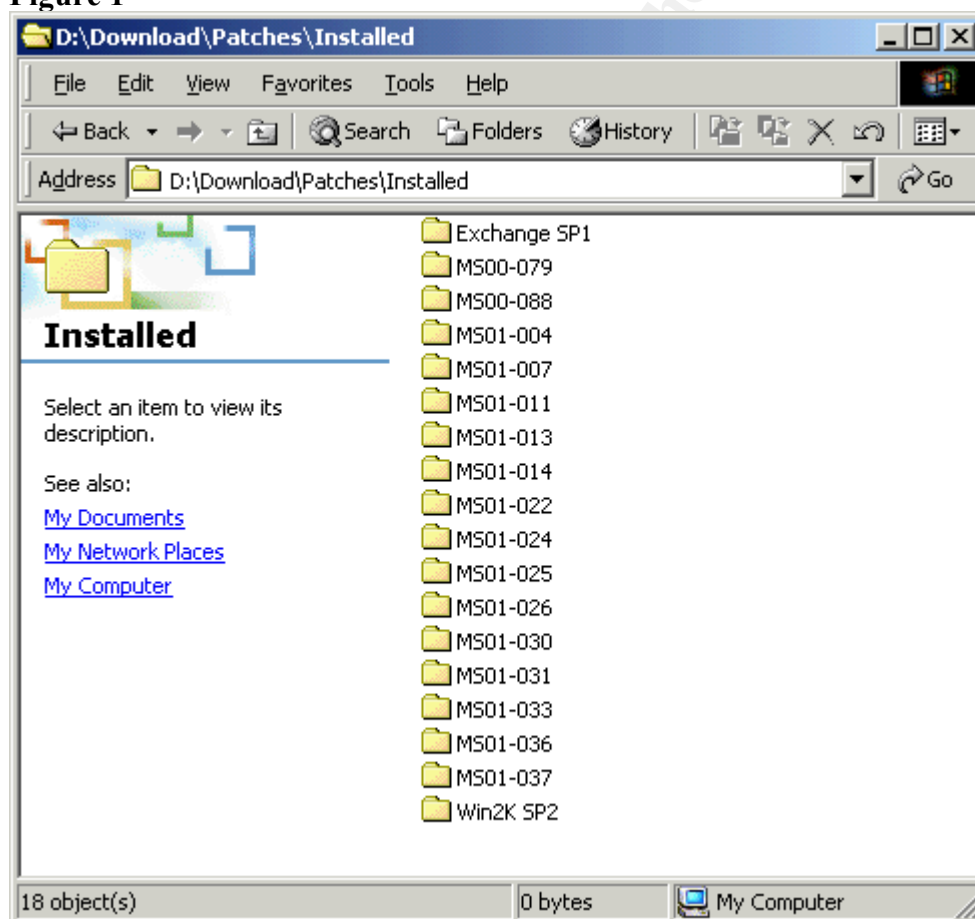 Figure 1
D:\Download\Patches\Installed
File Edit View Favorites Tools Help
Back Search Folders History
Address D:\Download\Patches\Installed Go
Installed
Select an item to view its
description.
See also:
My Documents
My Network Places
My Computer
Exchange SP1
MS00-079
MS00-088
MS01-004
MS01-007
MS01-011
MS01-013
MS01-014
MS01-022
MS01-024
MS01-025
MS01-026
MS01-030
MS01-031
MS01-033
MS01-036
MS01-037
Win2K SP2
18 object(s) 0 bytes My Computer